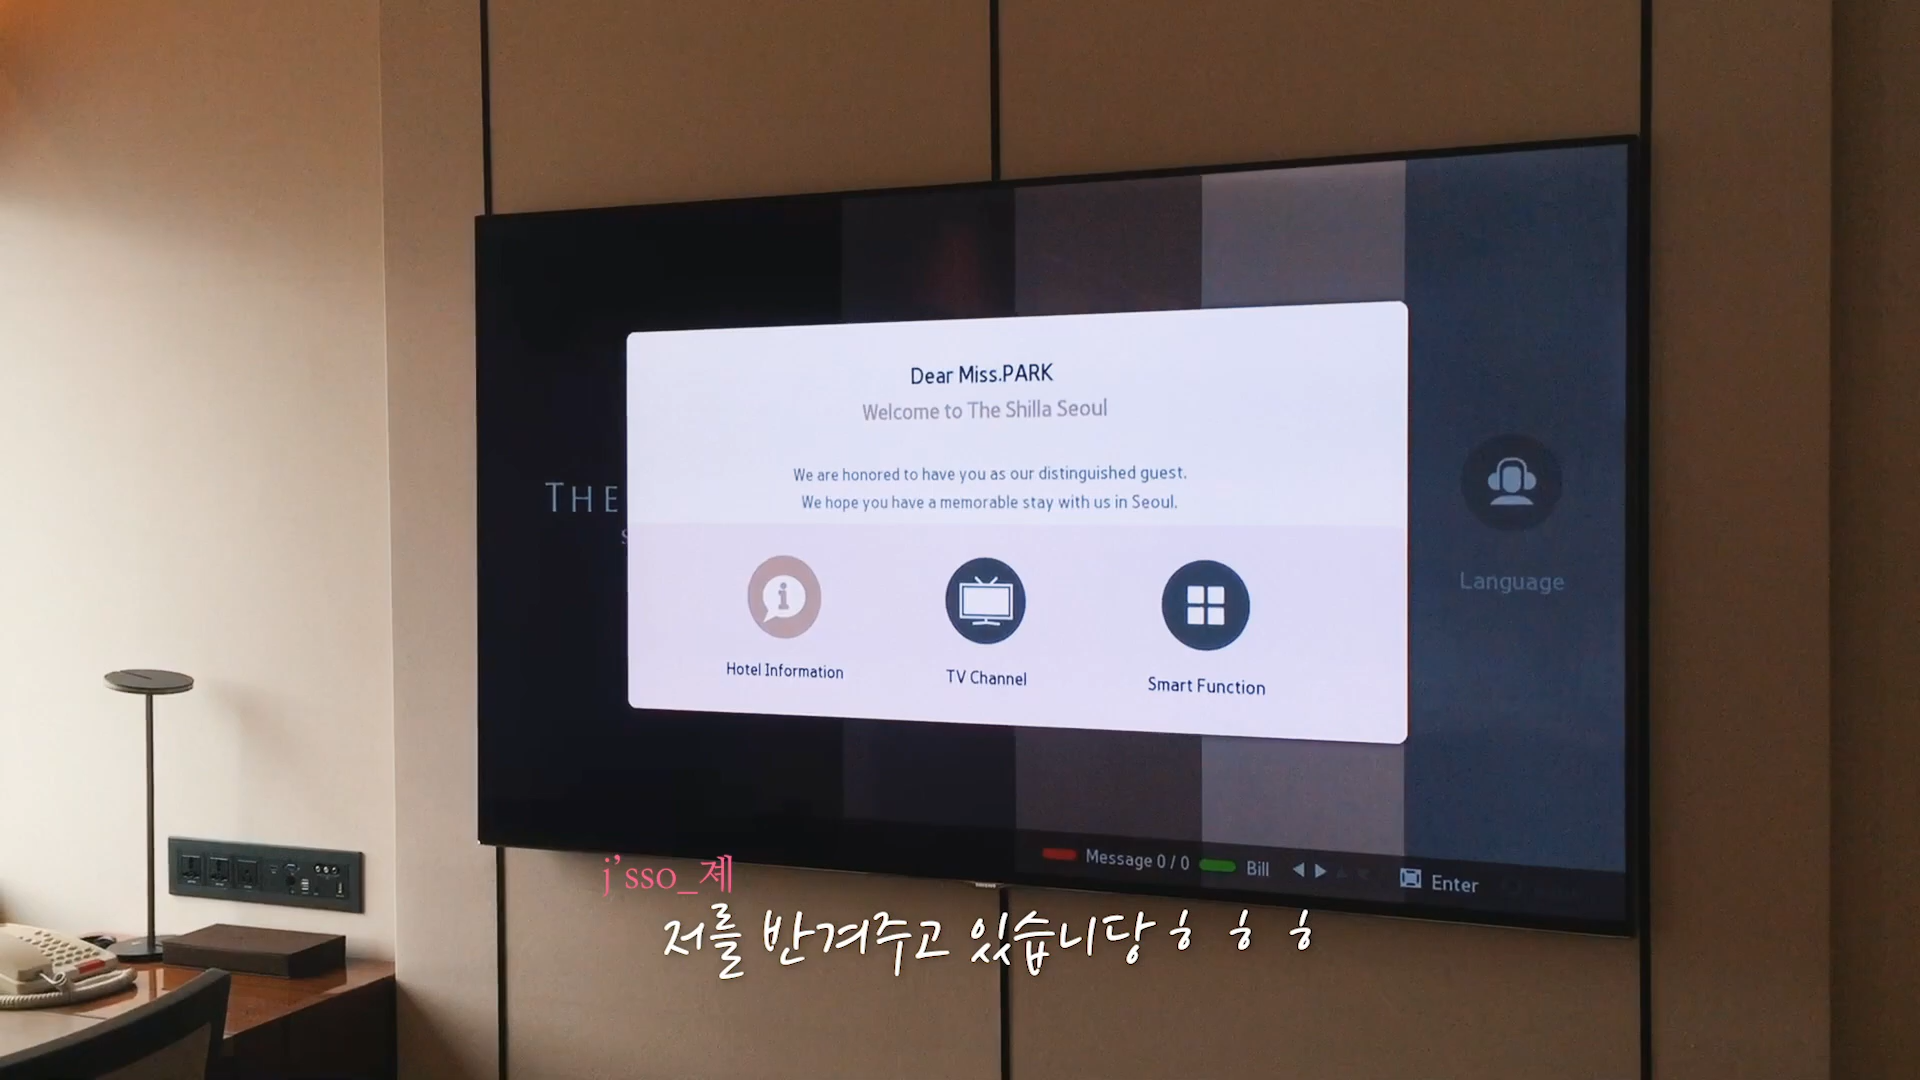 Dear Miss.PARK
Welcome to The Shilla Seoul
We are honored to have you as our distinguished guest.
We hope you have a memorable stay with us in Seoul.
THE
Hotel Information
TV Channel
Smart Function
Language
Message 0 / 0
Bill
Enter
j'sso_제
저를 반겨주고 있습니당ㅎ ㅎ ㅎ